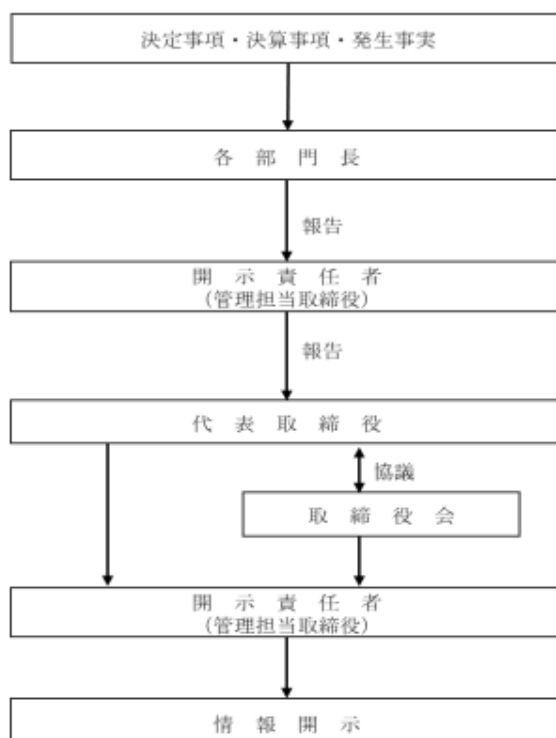 決定事項・決算事項・発生事実
各部門長
報告
開示責任者
(管理担当取締役)
報告
代表取締役
協議
取締役会
開示責任者
(管理担当取締役)
情報開示